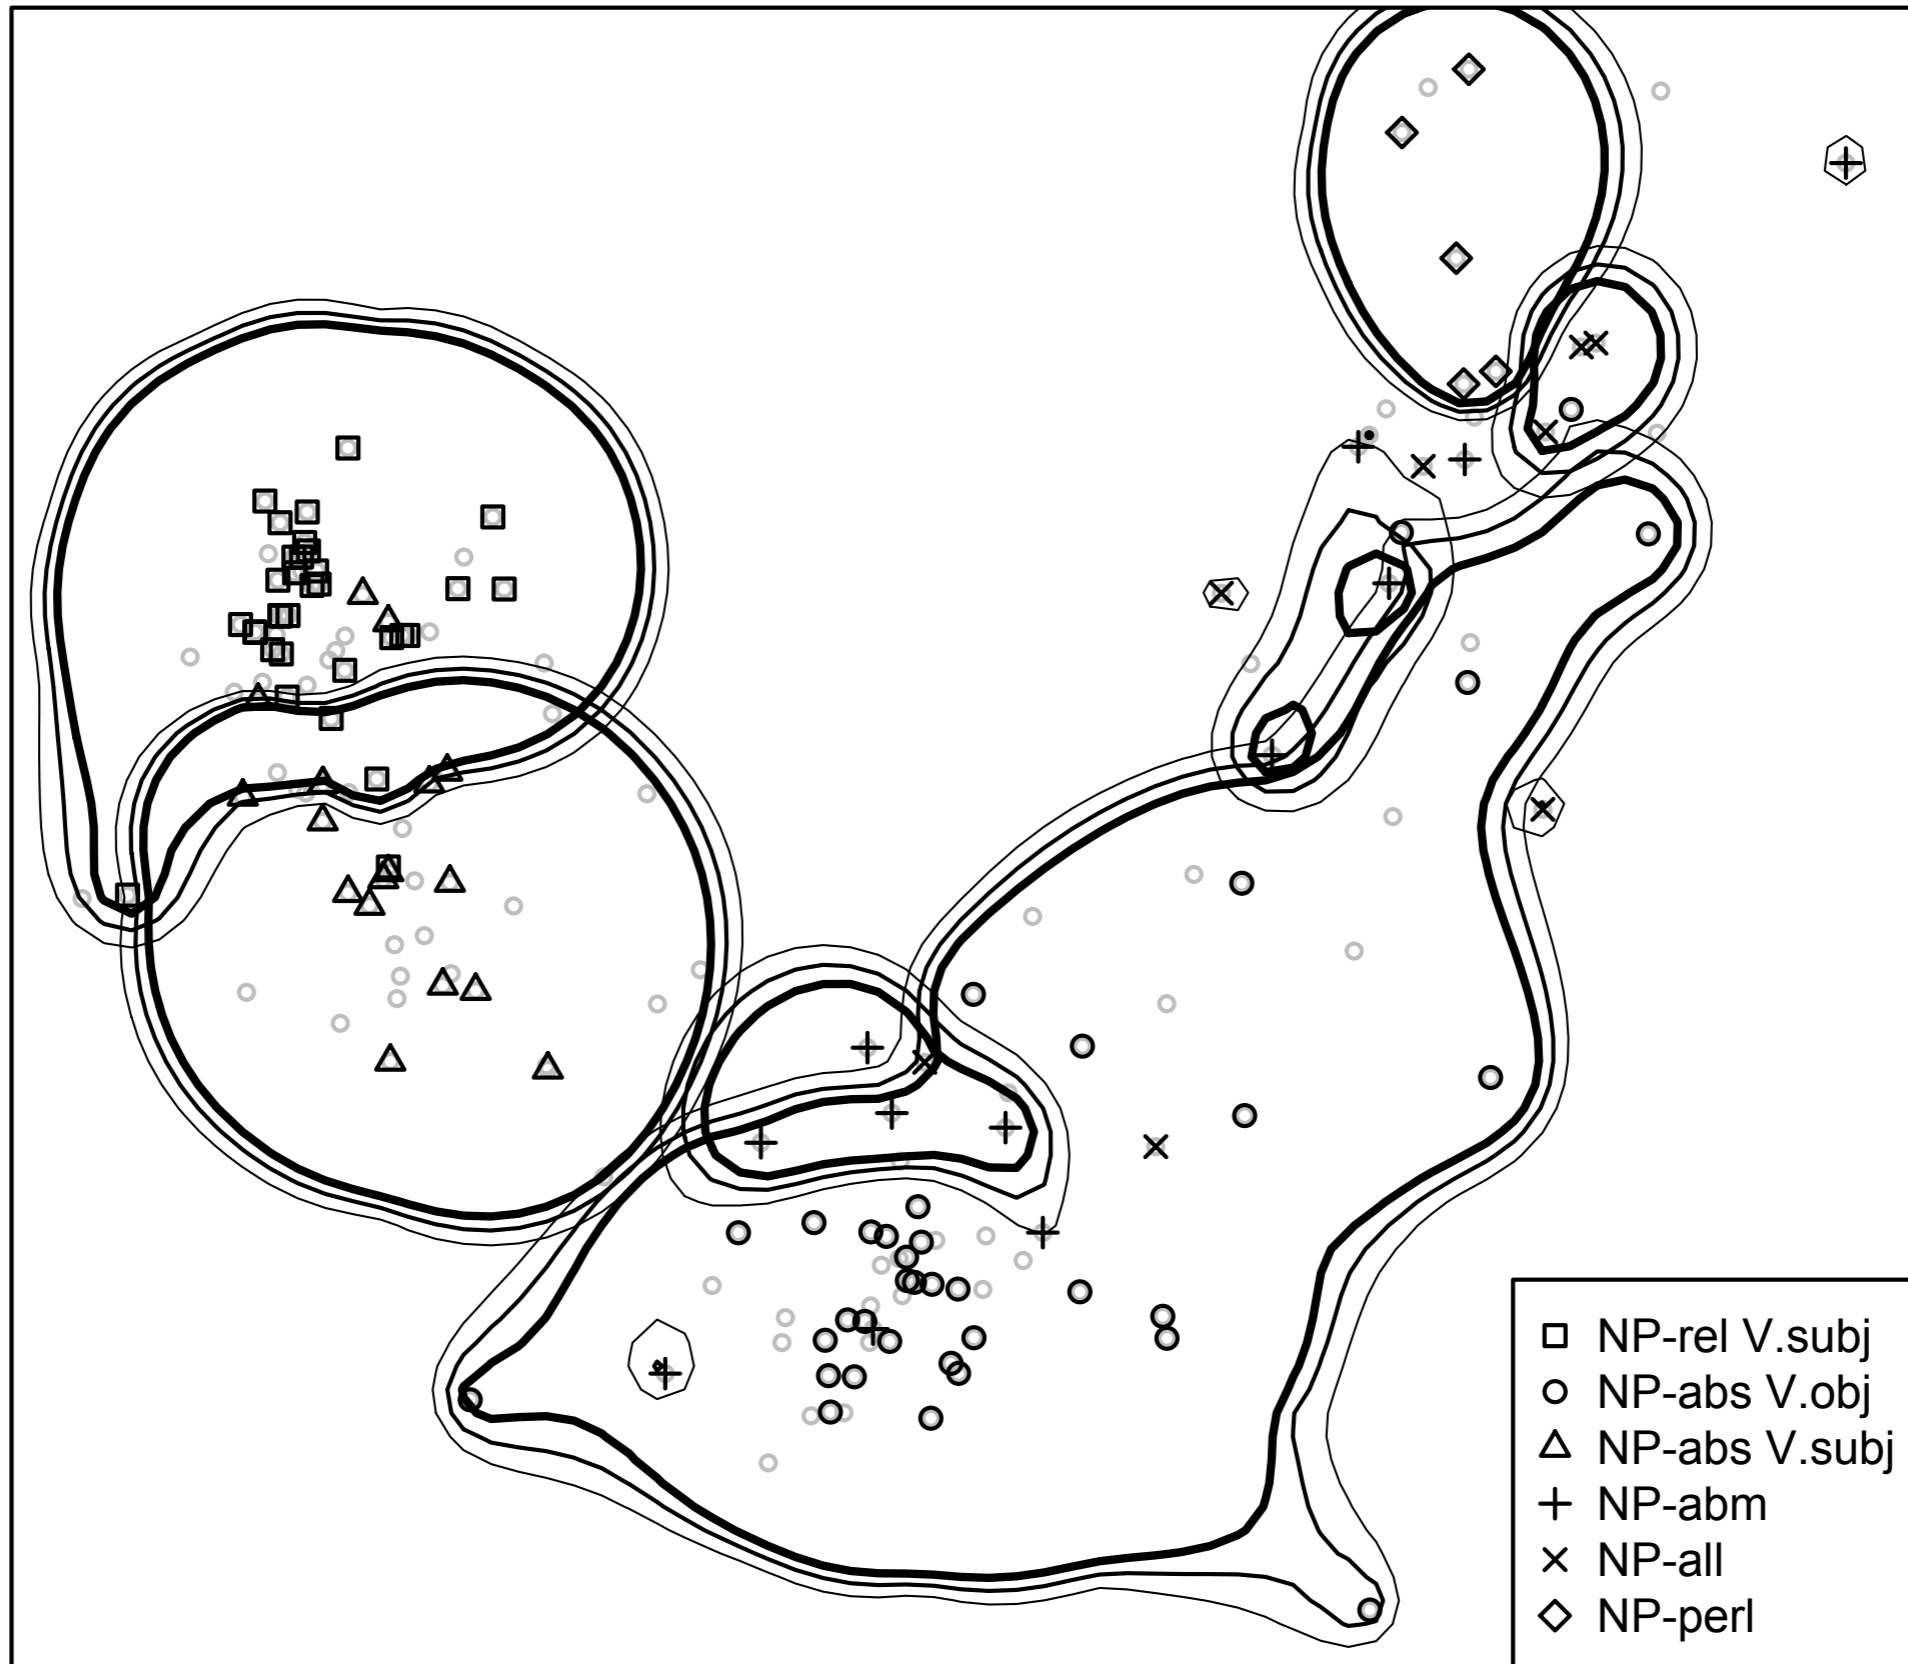 NP-rel V.subj
NP-abs V.obj
NP-abs V.subj
NP-abm
NP-all
NP-perl